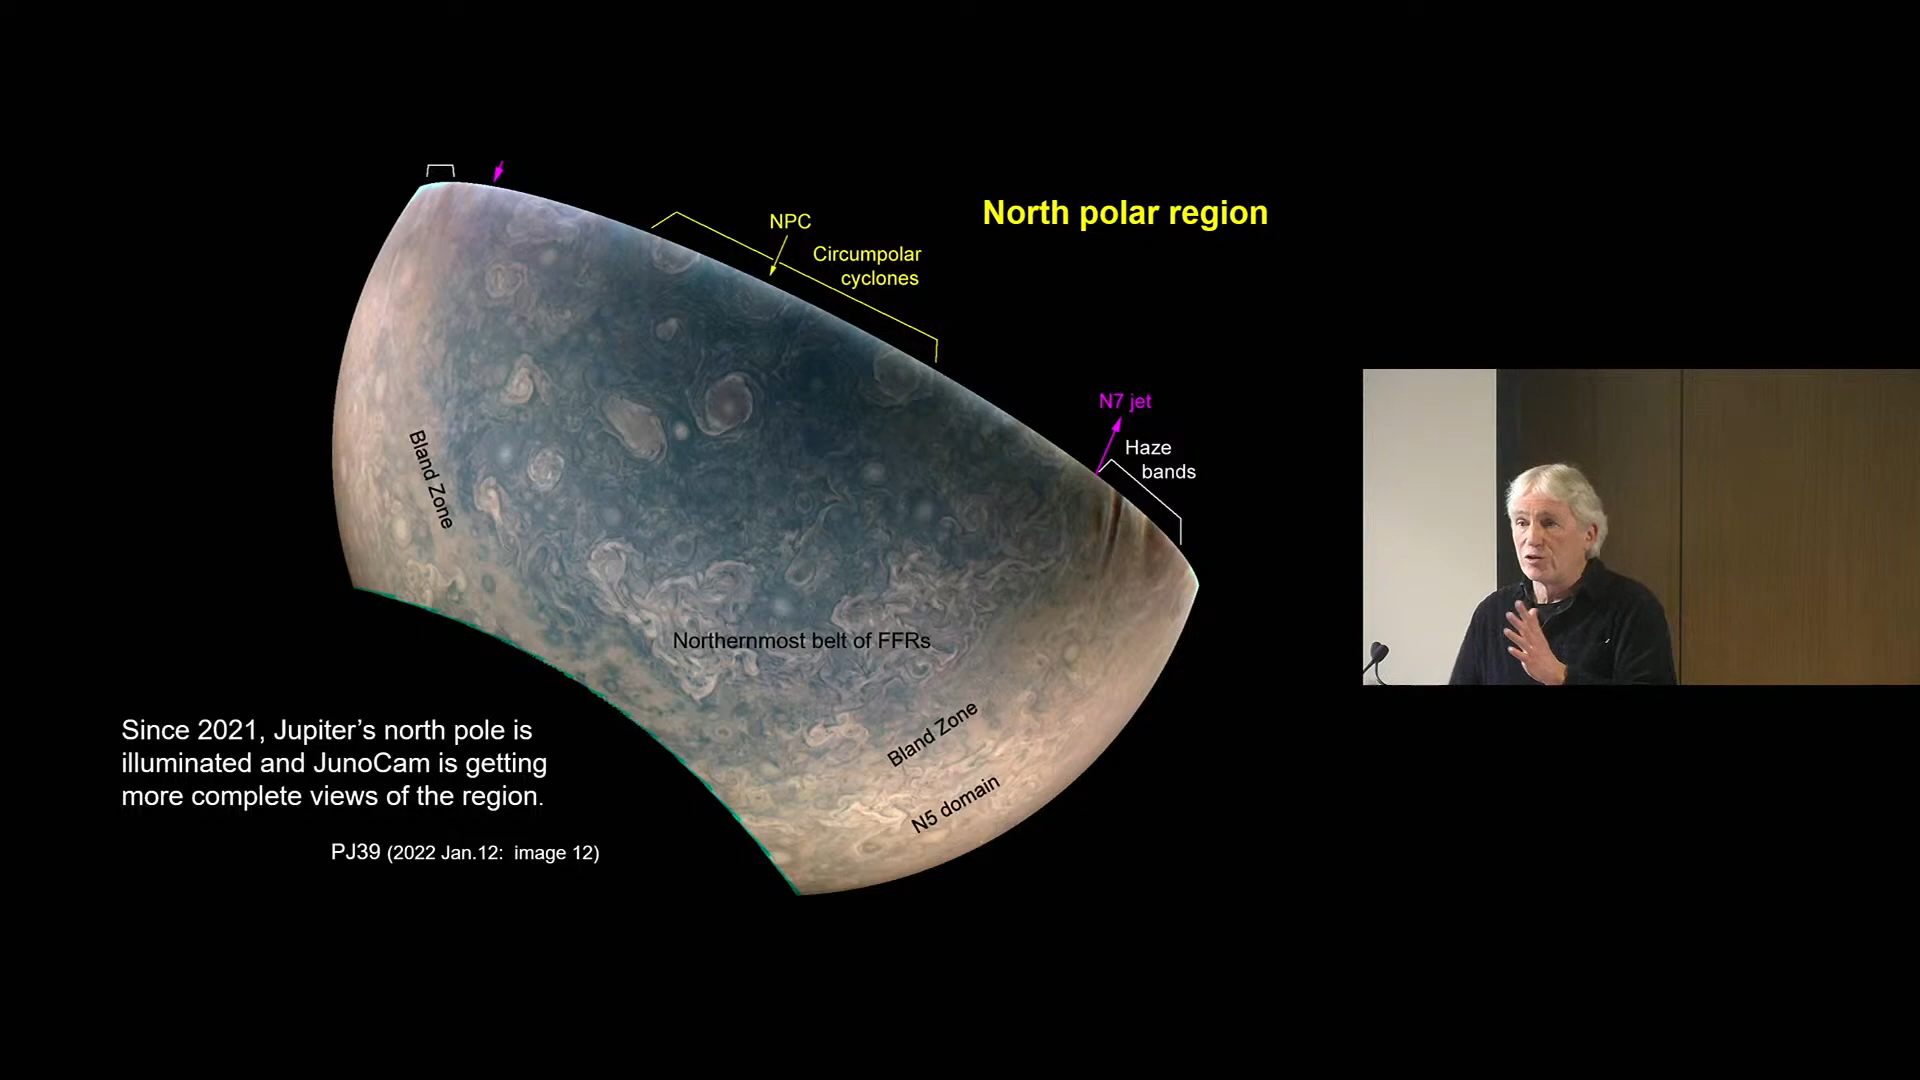 North polar region
NPC
Circumpolar
cyclones
N7 jet
Haze
bands
Bland Zone
Northernmost belt of FFRs
Bland Zone
N5 domain
Since 2021, Jupiter’s north pole is
illuminated and JunoCam is getting
more complete views of the region.
PJ39 (2022 Jan.12: image 12)